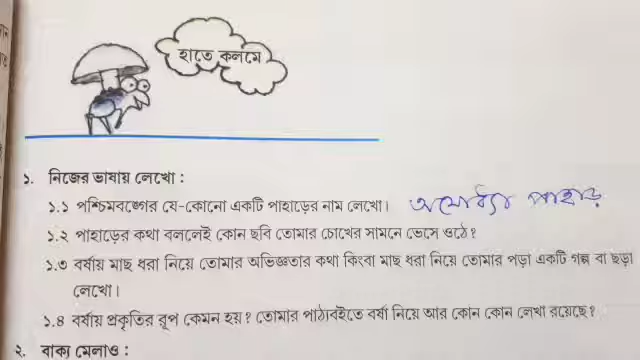 হাতে কলমে
১. নিজের ভাষায় লেখো :
১.১ পশ্চিমবঙ্গের যে-কোনো একটি পাহাড়ের নাম লেখো। অযোধ্যা পাহাড়
১.২ পাহাড়ের কথা বললেই কোন ছবি তোমার চোখের সামনে ভেসে ওঠে?
১.৩ বর্ষায় মাছ ধরা নিয়ে তোমার অভিজ্ঞতার কথা কিংবা মাছ ধরা নিয়ে তোমার পড়া একটি গল্প বা ছড়া
লেখো।
১.৪ বর্ষায় প্রকৃতির রূপ কেমন হয়? তোমার পাঠ্যবইতে বর্ষা নিয়ে আর কোন কোন লেখা রয়েছে?
২. বাক্য মেলাও :